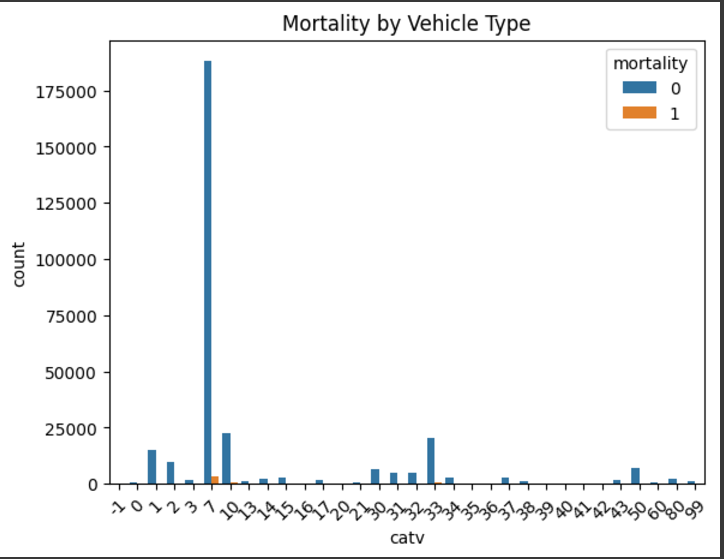 Mortality by Vehicle Type
mortality
0
1
175000
150000
125000
100000
75000
50000
25000
0
count
-1 0 1 2 3 7 10 13 14 15 16 17 20 21 30 31 32 33 34 35 36 37 38 39 40 41 42 43 50 60 80 99
catv